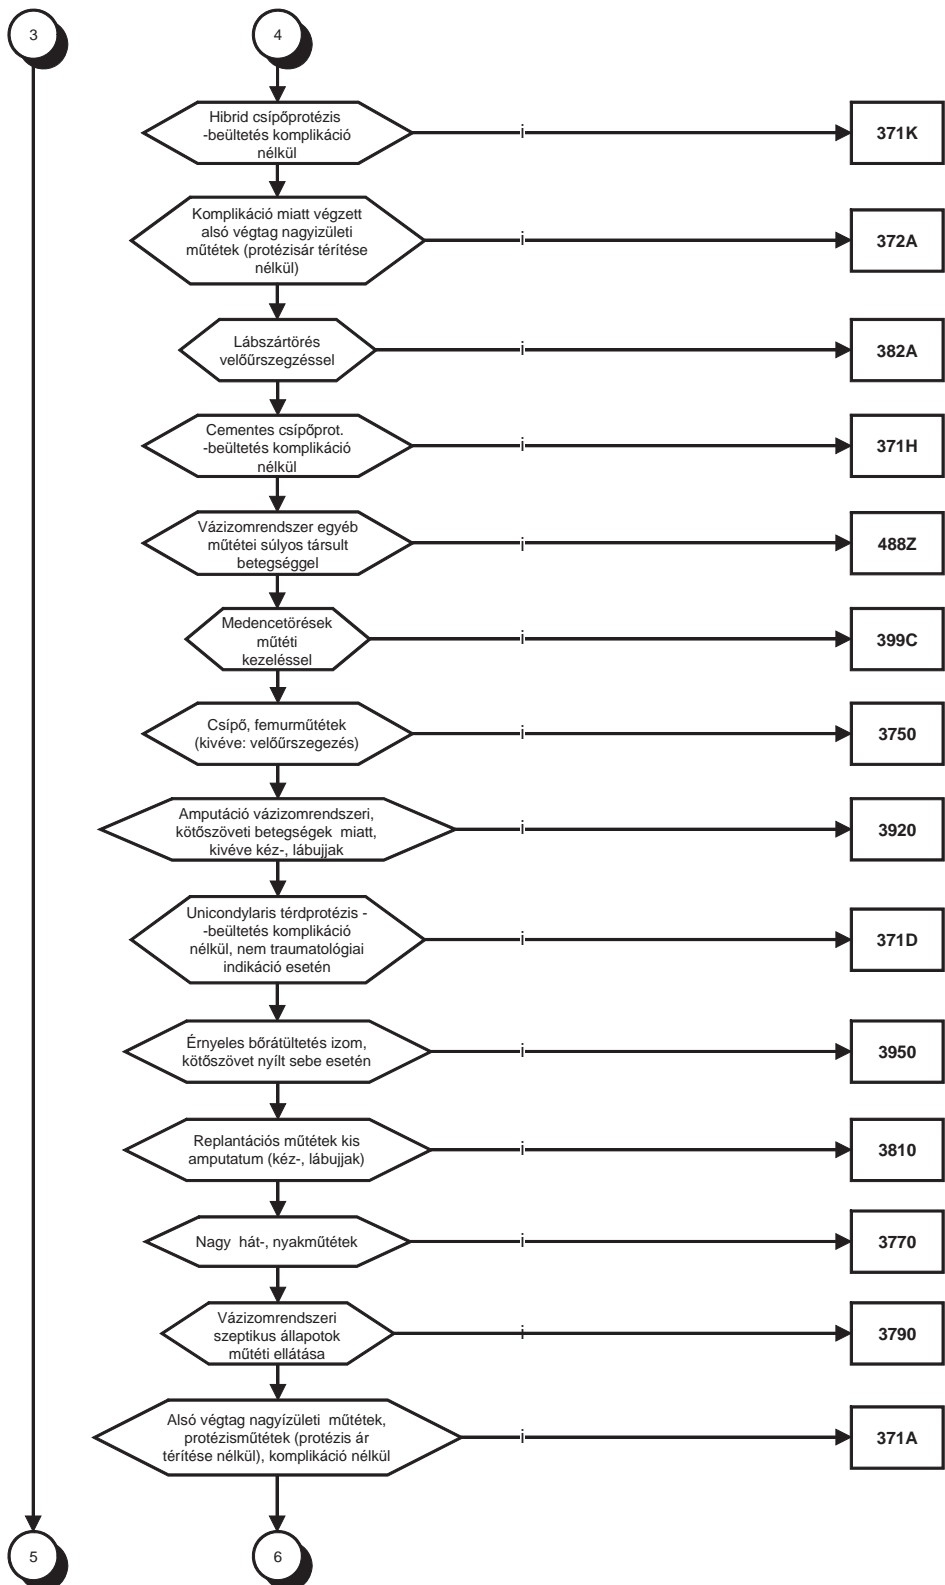 3
4
Hibrid csípőprotézis
-beültetés komplikáció
nélkül
i
371K
Komplikáció miatt végzett
alsó végtag nagyizületi
műtétek (protézisár térítése
nélkül)
i
372A
Lábszártörés
velőűrszegzéssel
i
382A
Cementes csípőprot.
-beültetés komplikáció
nélkül
i
371H
Vázizomrendszer egyéb
műtétei súlyos társult
betegséggel
i
488Z
Medencetörések
műtéti
kezeléssel
i
399C
Csípő, femurműtétek
(kivéve: velőűrszegezés)
i
3750
Amputáció vázizomrendszeri,
kötőszöveti betegségek miatt,
kivéve kéz-, lábujjak
i
3920
Unicondylaris térdprotézis -
-beültetés komplikáció
nélkül, nem traumatológiai
indikáció esetén
i
371D
Érnyeles bőrátültetés izom,
kötőszövet nyílt sebe esetén
i
3950
Replantációs műtétek kis
amputatum (kéz-, lábujjak)
i
3810
Nagy hát-, nyakműtétek
i
3770
Vázizomrendszeri
szeptikus állapotok
műtéti ellátása
i
3790
Alsó végtag nagyízületi műtétek,
protézisműtétek (protézis ár
térítése nélkül), komplikáció nélkül
i
371A
5
6